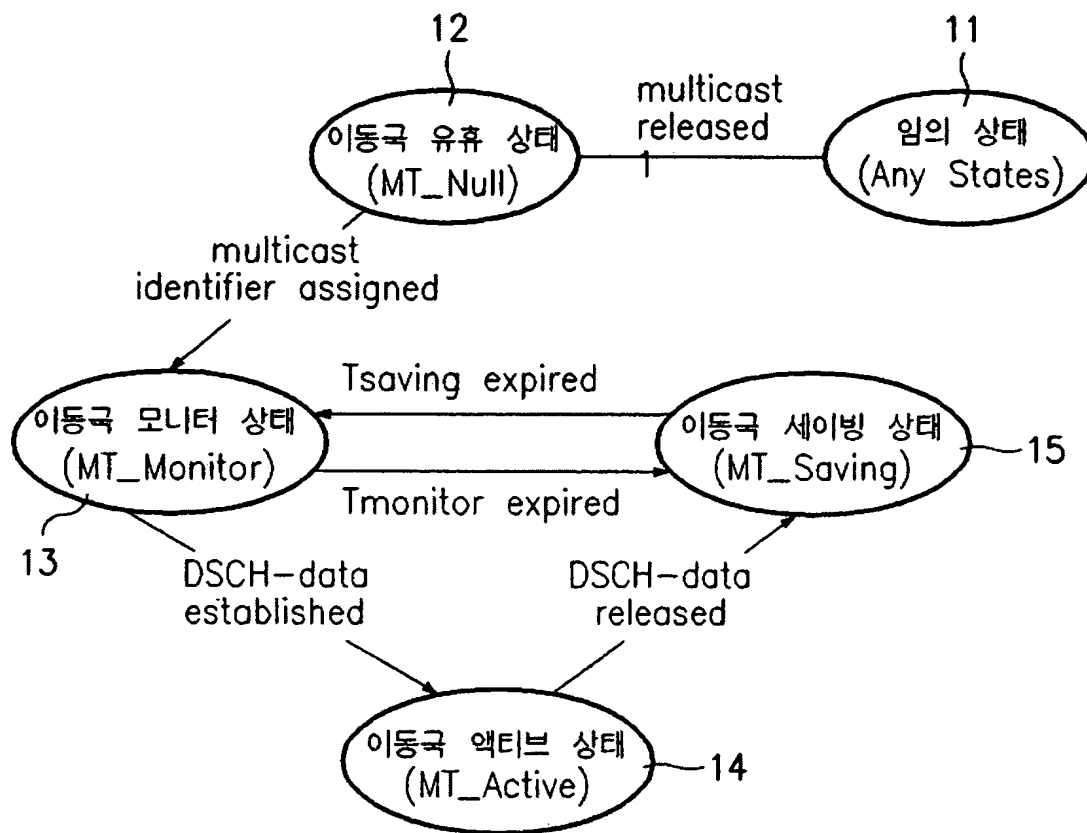 12
11
이동국 유휴 상태
(MT_Null)
multicast
released
임의 상태
(Any States)
multicast
identifier assigned
Tsaving expired
이동국 모니터 상태
(MT_Monitor)
이동국 세이빙 상태
(MT_Saving)
15
Tmonitor expired
13
DSCH-data
established
DSCH-data
released
이동국 액티브 상태
(MT_Active)
14